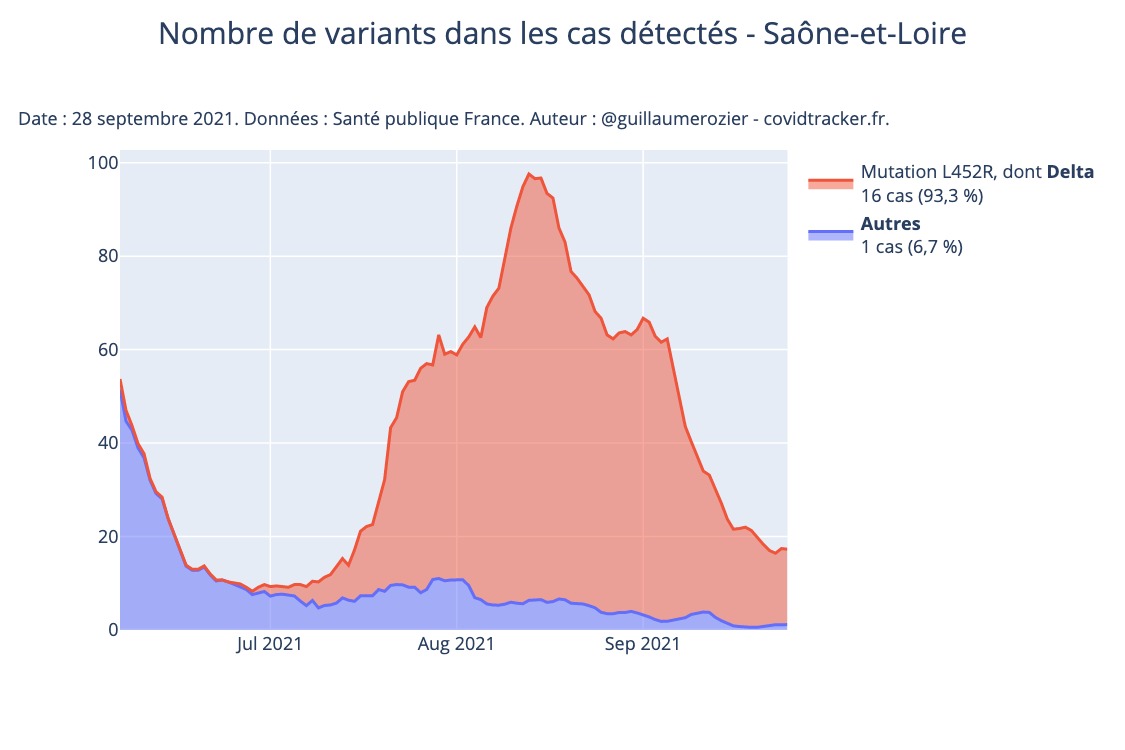 Nombre de variants dans les cas détectés - Saône-et-Loire
Date : 28 septembre 2021. Données : Santé publique France. Auteur : @guillaumerozier - covidtracker.fr.
100
80
60
40
20
0
Jul 2021
Aug 2021
Sep 2021
Mutation L452R, dont Delta
16 cas (93,3 %)
Autres
1 cas (6,7 %)